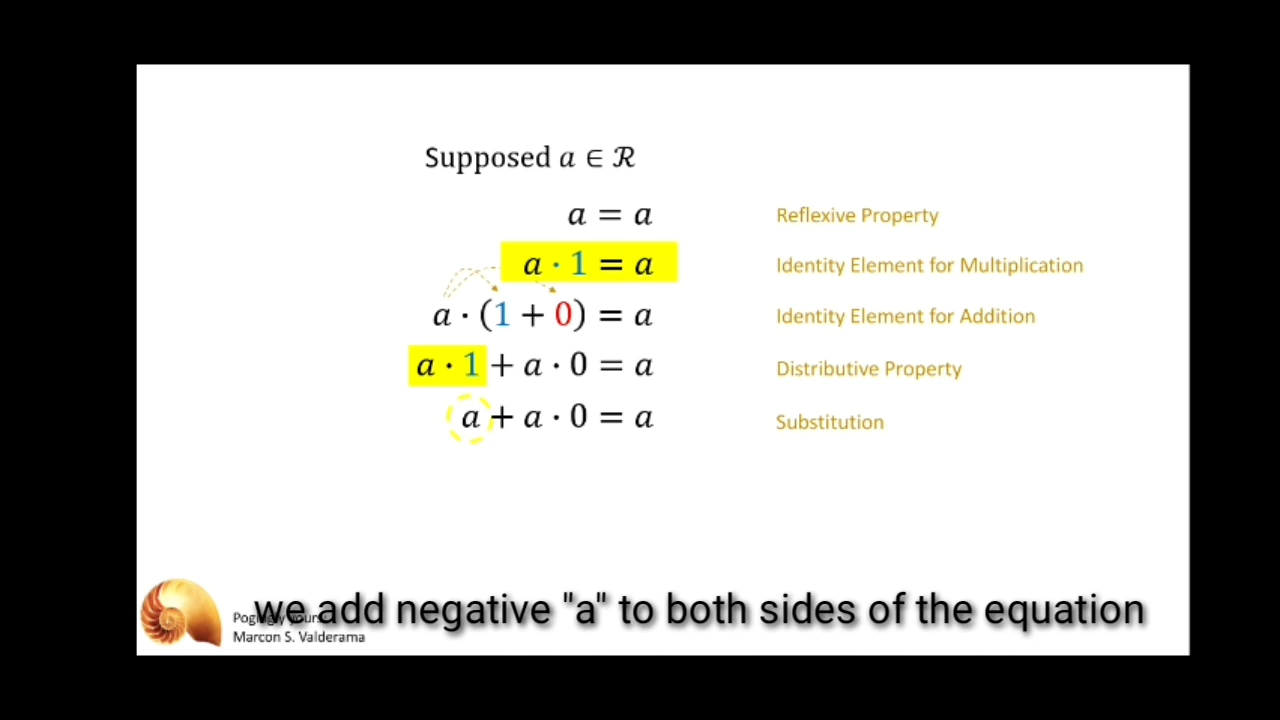 Supposed a ∈ ℛ
a = a Reflexive Property
a · 1 = a Identity Element for Multiplication
a · (1 + 0) = a Identity Element for Addition
a · 1 + a · 0 = a Distributive Property
a + a · 0 = a Substitution
we add negative "a" to both sides of the equation
Marcon S. Valderama